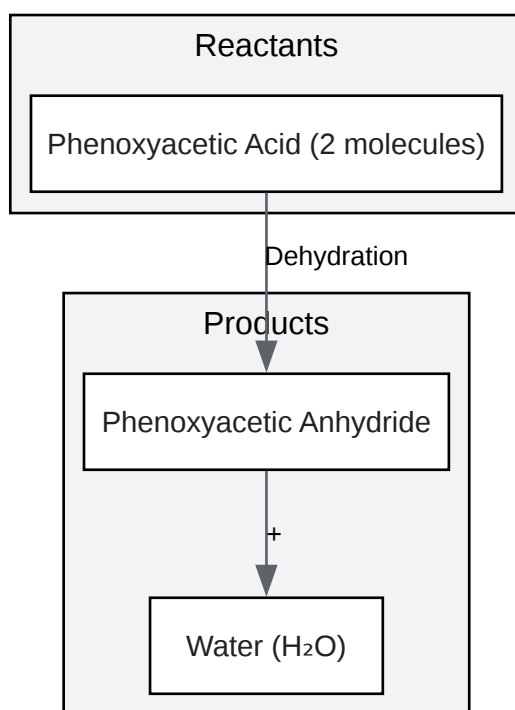 Reactants
Phenoxyacetic Acid (2 molecules)
Dehydration
Products
Phenoxyacetic Anhydride
+
Water (H₂O)